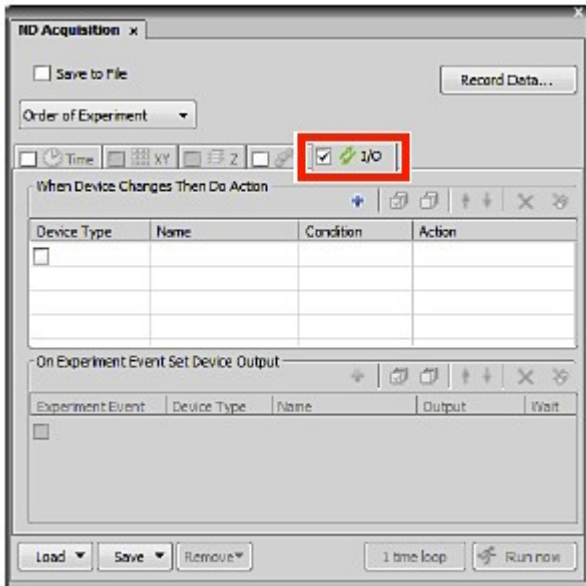 ND Acquisition x
Save to File
Record Data...
Order of Experiment
Time XY Z I/O
When Device Changes Then Do Action
Device Type Name Condition Action
On Experiment Event Set Device Output
Experiment Event Device Type Name Output Wait
Load Save Remove 1 time loop Run now